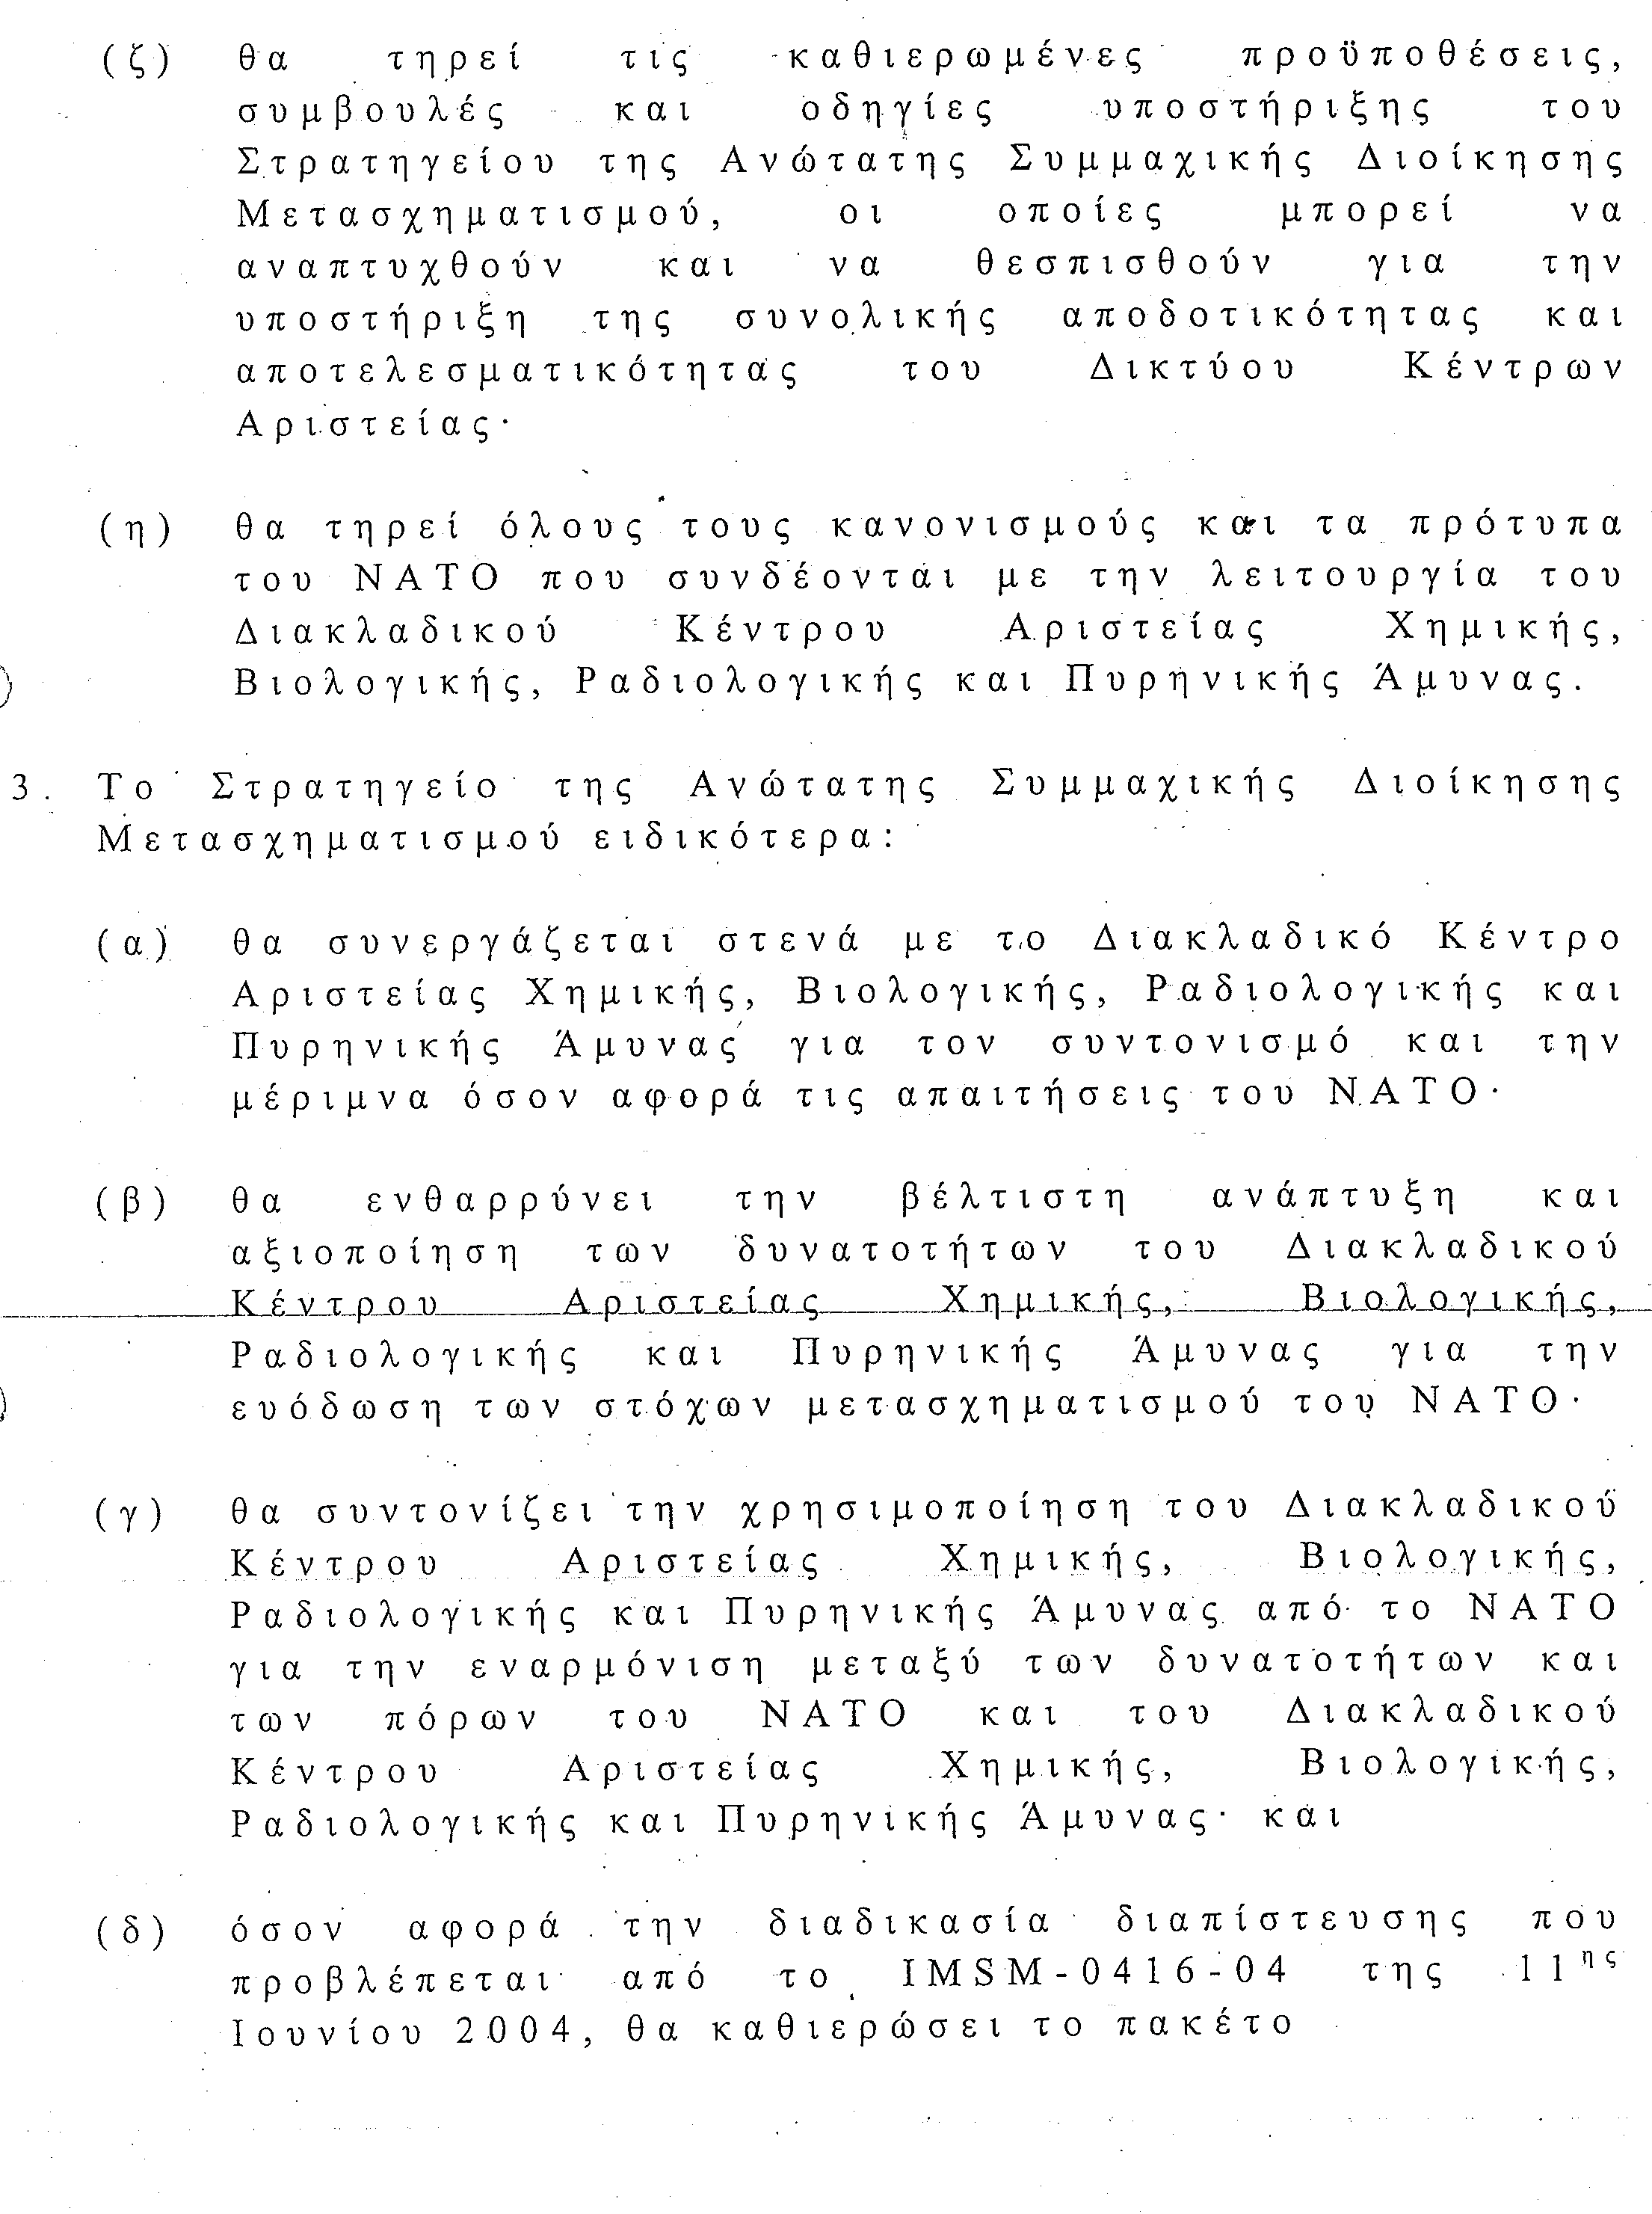 (ζ) θα τηρεί τις καθιερωμένες προϋποθέσεις,
συμβουλές και οδηγίες υποστήριξης του
Στρατηγείου της Ανώτατης Συμμαχικής Διοίκησης
Μετασχηματισμού, οι οποίες μπορεί να
αναπτυχθούν και να θεσπισθούν για την
υποστήριξη της συνολικής αποδοτικότητας και
αποτελεσματικότητας του Δικτύου Κέντρων
Αριστείας·
(η) θα τηρεί όλους τους κανονισμούς και τα πρότυπα
του ΝΑΤΟ που συνδέονται με την λειτουργία του
Διακλαδικού Κέντρου Αριστείας Χημικής,
Βιολογικής, Ραδιολογικής και Πυρηνικής Άμυνας.
3. Το Στρατηγείο της Ανώτατης Συμμαχικής Διοίκησης
Μετασχηματισμού ειδικότερα:
(α) θα συνεργάζεται στενά με το Διακλαδικό Κέντρο
Αριστείας Χημικής, Βιολογικής, Ραδιολογικής και
Πυρηνικής Άμυνας για τον συντονισμό και την
μέριμνα όσον αφορά τις απαιτήσεις του ΝΑΤΟ·
(β) θα ενθαρρύνει την βέλτιστη ανάπτυξη και
αξιοποίηση των δυνατοτήτων του Διακλαδικού
Κέντρου Αριστείας Χημικής, Βιολογικής,
Ραδιολογικής και Πυρηνικής Άμυνας για την
ευόδωση των στόχων μετασχηματισμού του ΝΑΤΟ·
(γ) θα συντονίζει την χρησιμοποίηση του Διακλαδικού
Κέντρου Αριστείας Χημικής, Βιολογικής,
Ραδιολογικής και Πυρηνικής Άμυνας από το ΝΑΤΟ
για την εναρμόνιση μεταξύ των δυνατοτήτων και
των πόρων του ΝΑΤΟ και του Διακλαδικού
Κέντρου Αριστείας Χημικής, Βιολογικής,
Ραδιολογικής και Πυρηνικής Άμυνας· και
(δ) όσον αφορά την διαδικασία διαπίστευσης που
προβλέπεται από το IMSM-0416-04 της 11ης
Ιουνίου 2004, θα καθιερώσει το πακέτο